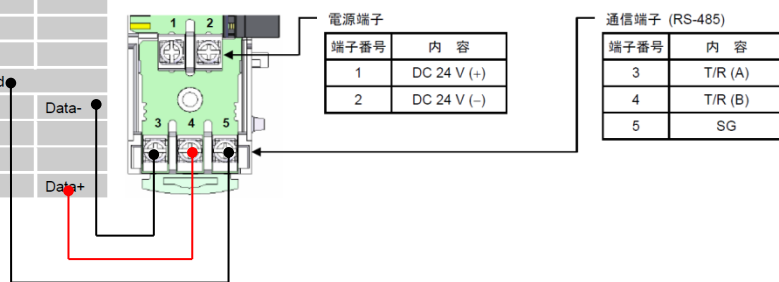 電源端子
端子番号 内 容
1 DC 24 V (+)
2 DC 24 V (−)
通信端子 (RS-485)
端子番号 内 容
3 T/R (A)
4 T/R (B)
5 SG
1 2
3 4 5
d
Data-
Data+